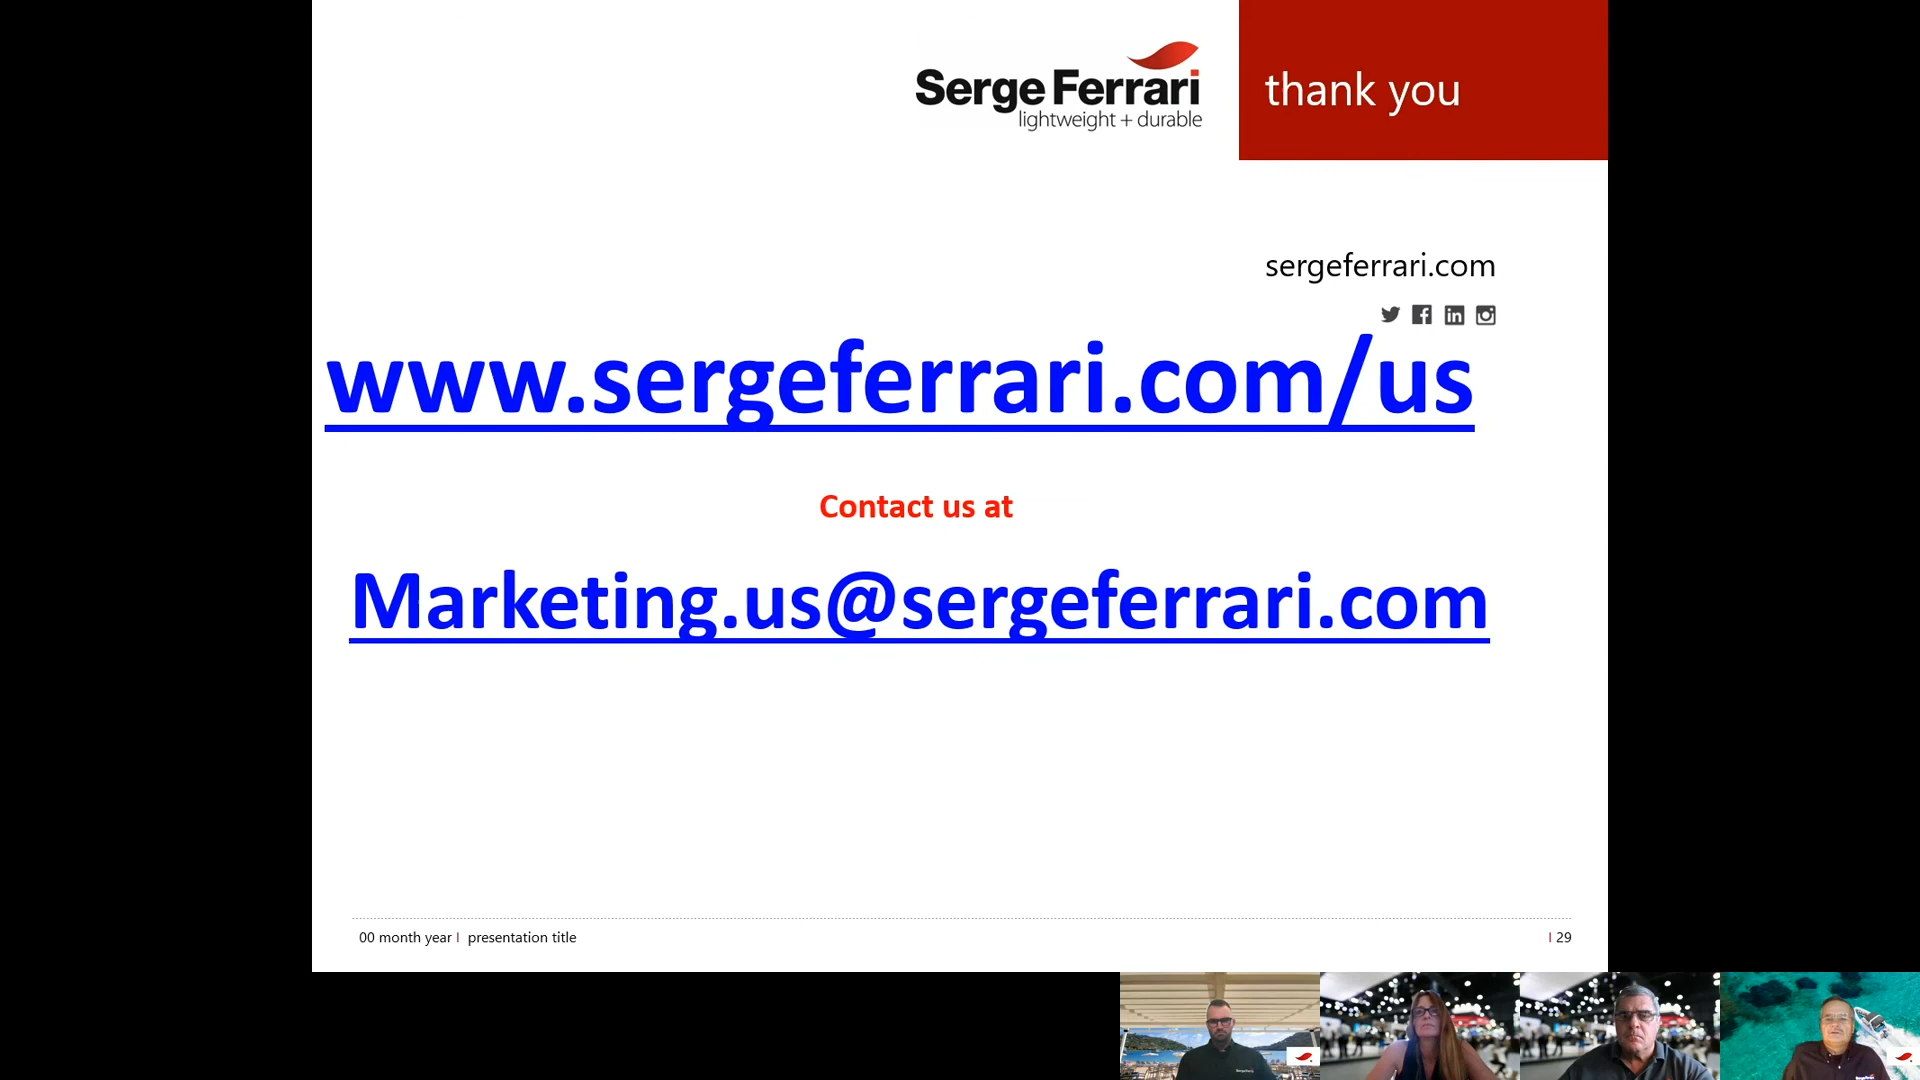 Serge Ferrari
lightweight + durable
thank you
sergeferrari.com
www.sergeferrari.com/us
Contact us at
Marketing.us@sergeferrari.com
00 month year | presentation title
| 29